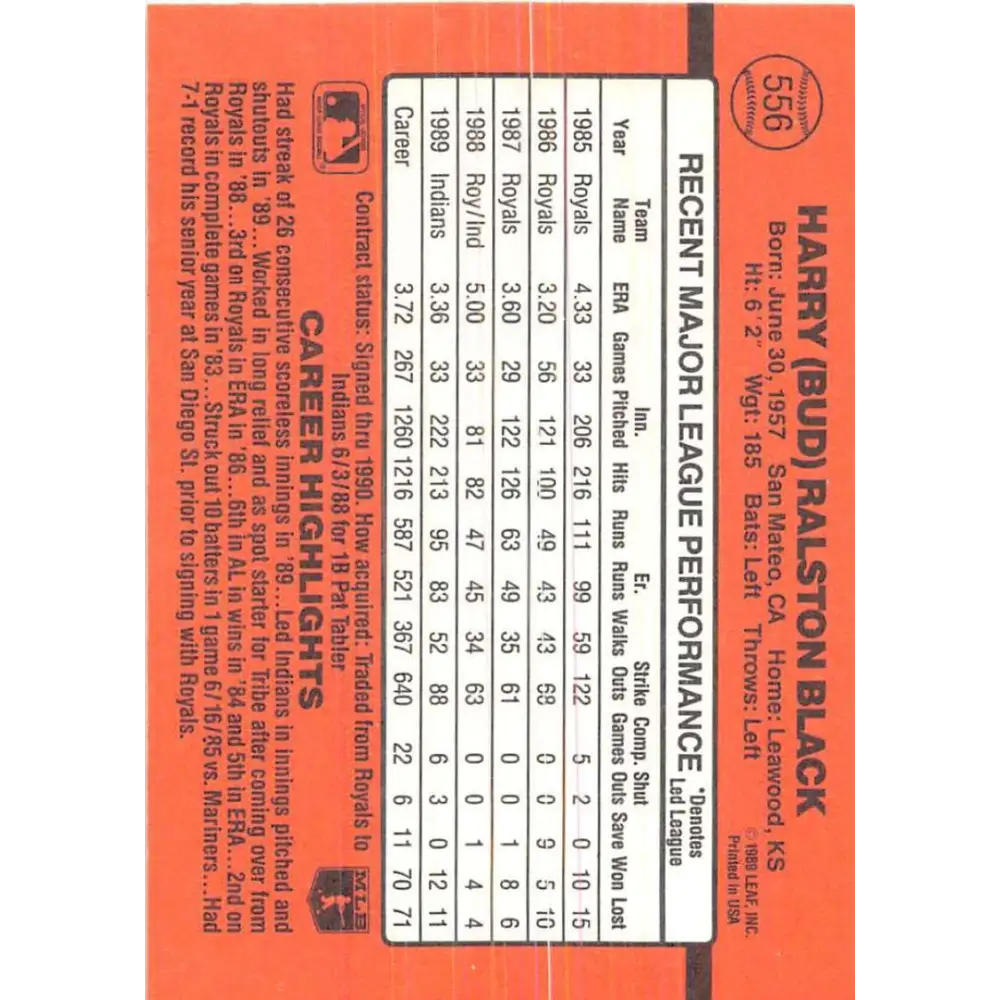 556
HARRY (BUD) RALSTON BLACK
Born: June 30, 1957 San Mateo, CA Home: Leawood, KS
Ht: 6'2" Wgt: 185 Bats: Left Throws: Left
© 1989 LEAF, INC.
Printed in USA
RECENT MAJOR LEAGUE PERFORMANCE *Denotes
Led League
Team Inn. Er. Strike Comp. Shut
Year Name ERA Games Pitched Hits Runs Runs Walks Outs Games Outs Save Won Lost
1985 Royals 4.33 33 206 216 111 99 59 122 5 2 0 10 15
1986 Royals 3.20 56 121 100 49 43 43 68 0 0 9 5 10
1987 Royals 3.60 29 122 126 63 49 35 61 0 0 1 8 6
1988 Roy/Ind 5.00 33 81 82 47 45 34 63 0 0 1 4 4
1989 Indians 3.36 33 222 213 95 83 52 88 6 3 0 12 11
Career 3.72 267 1260 1216 587 521 367 640 22 6 11 70 71
Contract status: Signed thru 1990. How acquired: Traded from Royals to
Indians 6/3/88 for 1B Pat Tabler
MLB
CAREER HIGHLIGHTS
Had streak of 26 consecutive scoreless innings in '89...Led Indians in innings pitched and
shutouts in '89...Worked in long relief and as spot starter for Tribe after coming over from
Royals in '88...3rd on Royals in ERA in '86...6th in AL in wins in '84 and 5th in ERA...2nd on
Royals in complete games in '83...Struck out 10 batters in 1 game 6/16/85 vs. Mariners...Had
7-1 record his senior year at San Diego St. prior to signing with Royals.